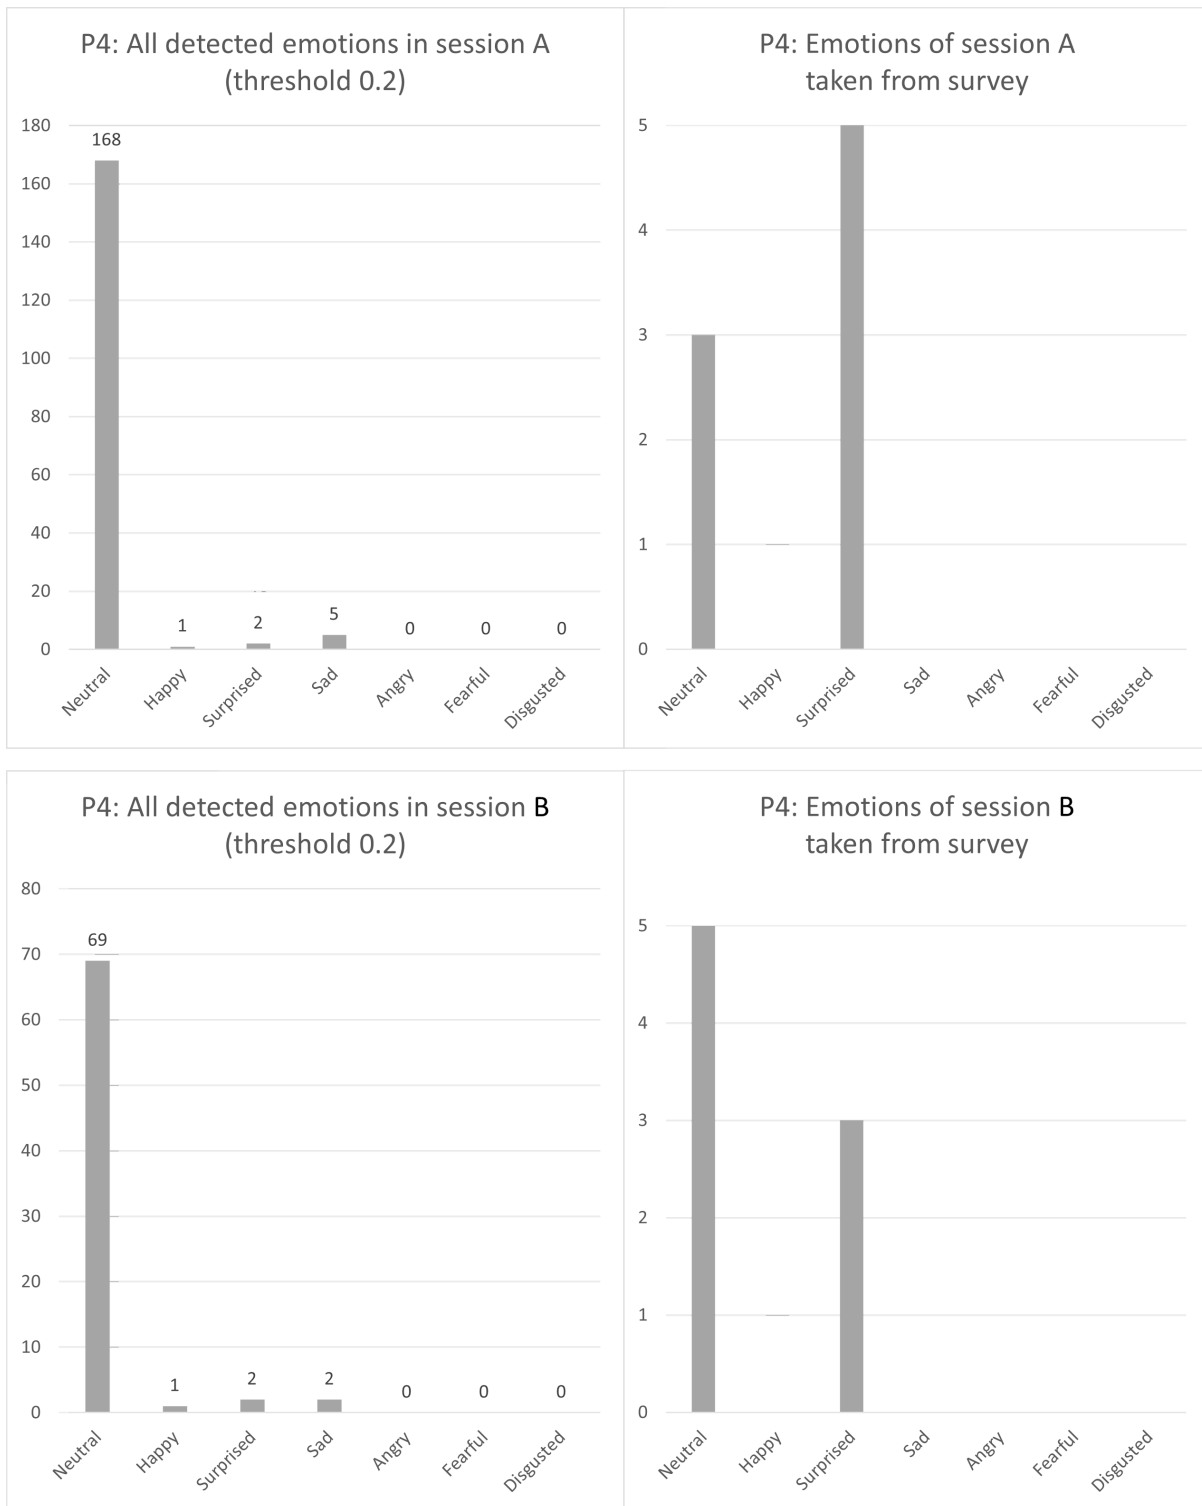 P4: All detected emotions in session A
(threshold 0.2)
180
160
140
120
100
80
60
40
20
0
168
1
2
5
0
0
0
Neutral
Happy
Surprised
Sad
Angry
Fearful
Disgusted
P4: Emotions of session A
taken from survey
5
4
3
2
1
0
Neutral
Happy
Surprised
Sad
Angry
Fearful
Disgusted
P4: All detected emotions in session B
(threshold 0.2)
80
70
60
50
40
30
20
10
0
69
1
2
2
0
0
0
Neutral
Happy
Surprised
Sad
Angry
Fearful
Disgusted
P4: Emotions of session B
taken from survey
5
4
3
2
1
0
Neutral
Happy
Surprised
Sad
Angry
Fearful
Disgusted